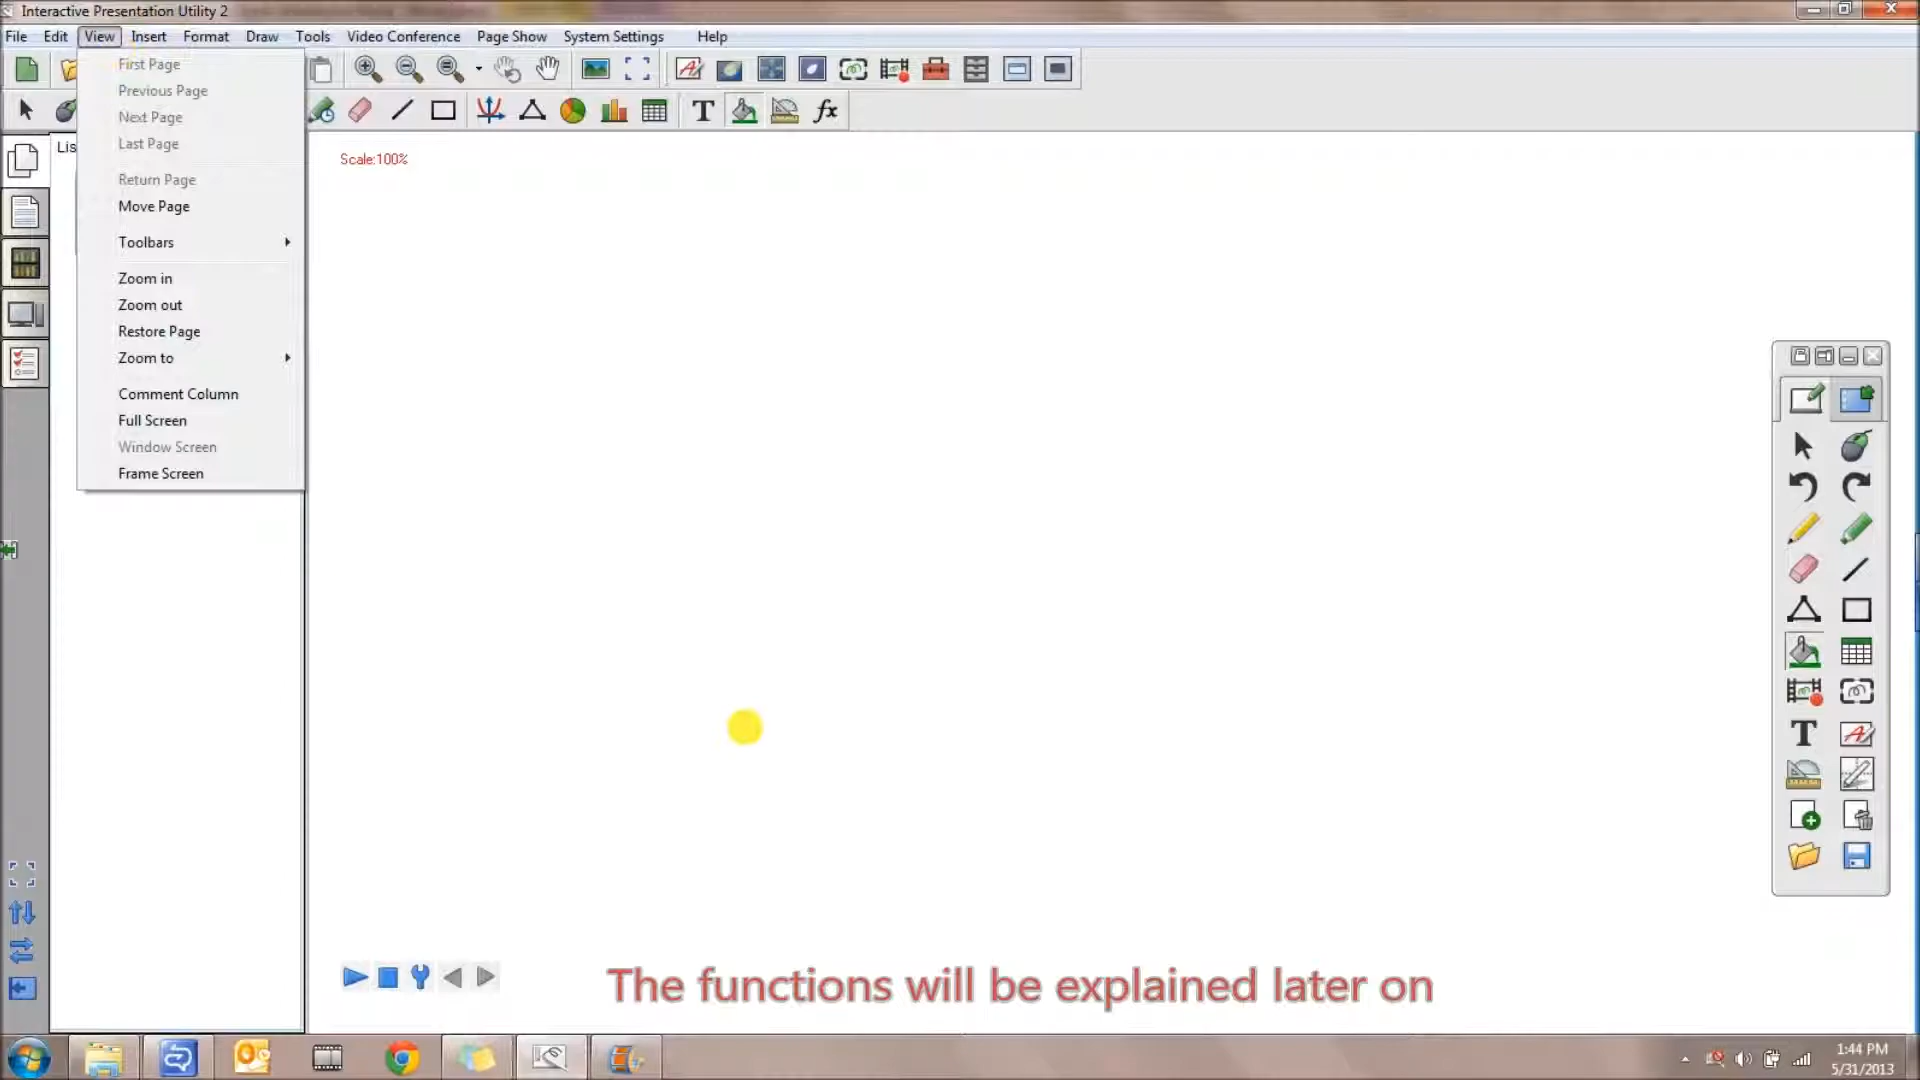 Interactive Presentation Utility 2
File Edit View Insert Format Draw Tools Video Conference Page Show System Settings Help
First Page
Previous Page
Next Page
Last Page
Return Page
Move Page
Toolbars
Zoom in
Zoom out
Restore Page
Zoom to
Comment Column
Full Screen
Window Screen
Frame Screen
T fx
Lis
Scale:100%
T
The functions will be explained later on
1:44 PM
5/31/2013